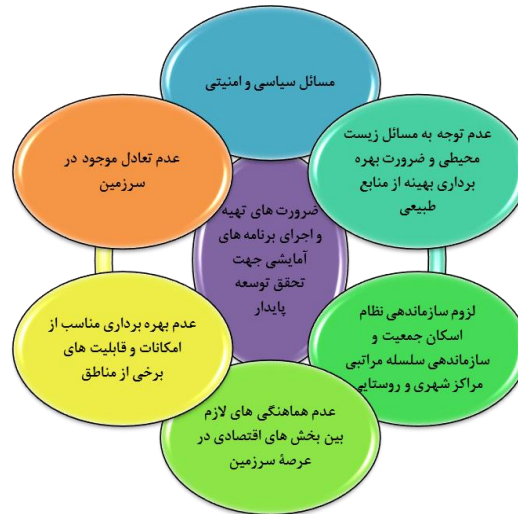 مسائل سیاسی و امنیتی
عدم توجه به مسائل زیست
محیطی و ضرورت بهره
برداری بهینه از منابع
طبیعی
لزوم سازماندهی نظام
اسکان جمعیت و
سازماندهی سلسله مراتبی
مراکز شهری و روستایی
عدم هماهنگی های لازم
بین بخش های اقتصادی در
عرصۀ سرزمین
عدم بهره برداری مناسب از
امکانات و قابلیت های
برخی از مناطق
عدم تعادل موجود در
سرزمین
ضرورت های تهیه
و اجرای برنامه های
آمایشی جهت
تحقق توسعه
پایدار